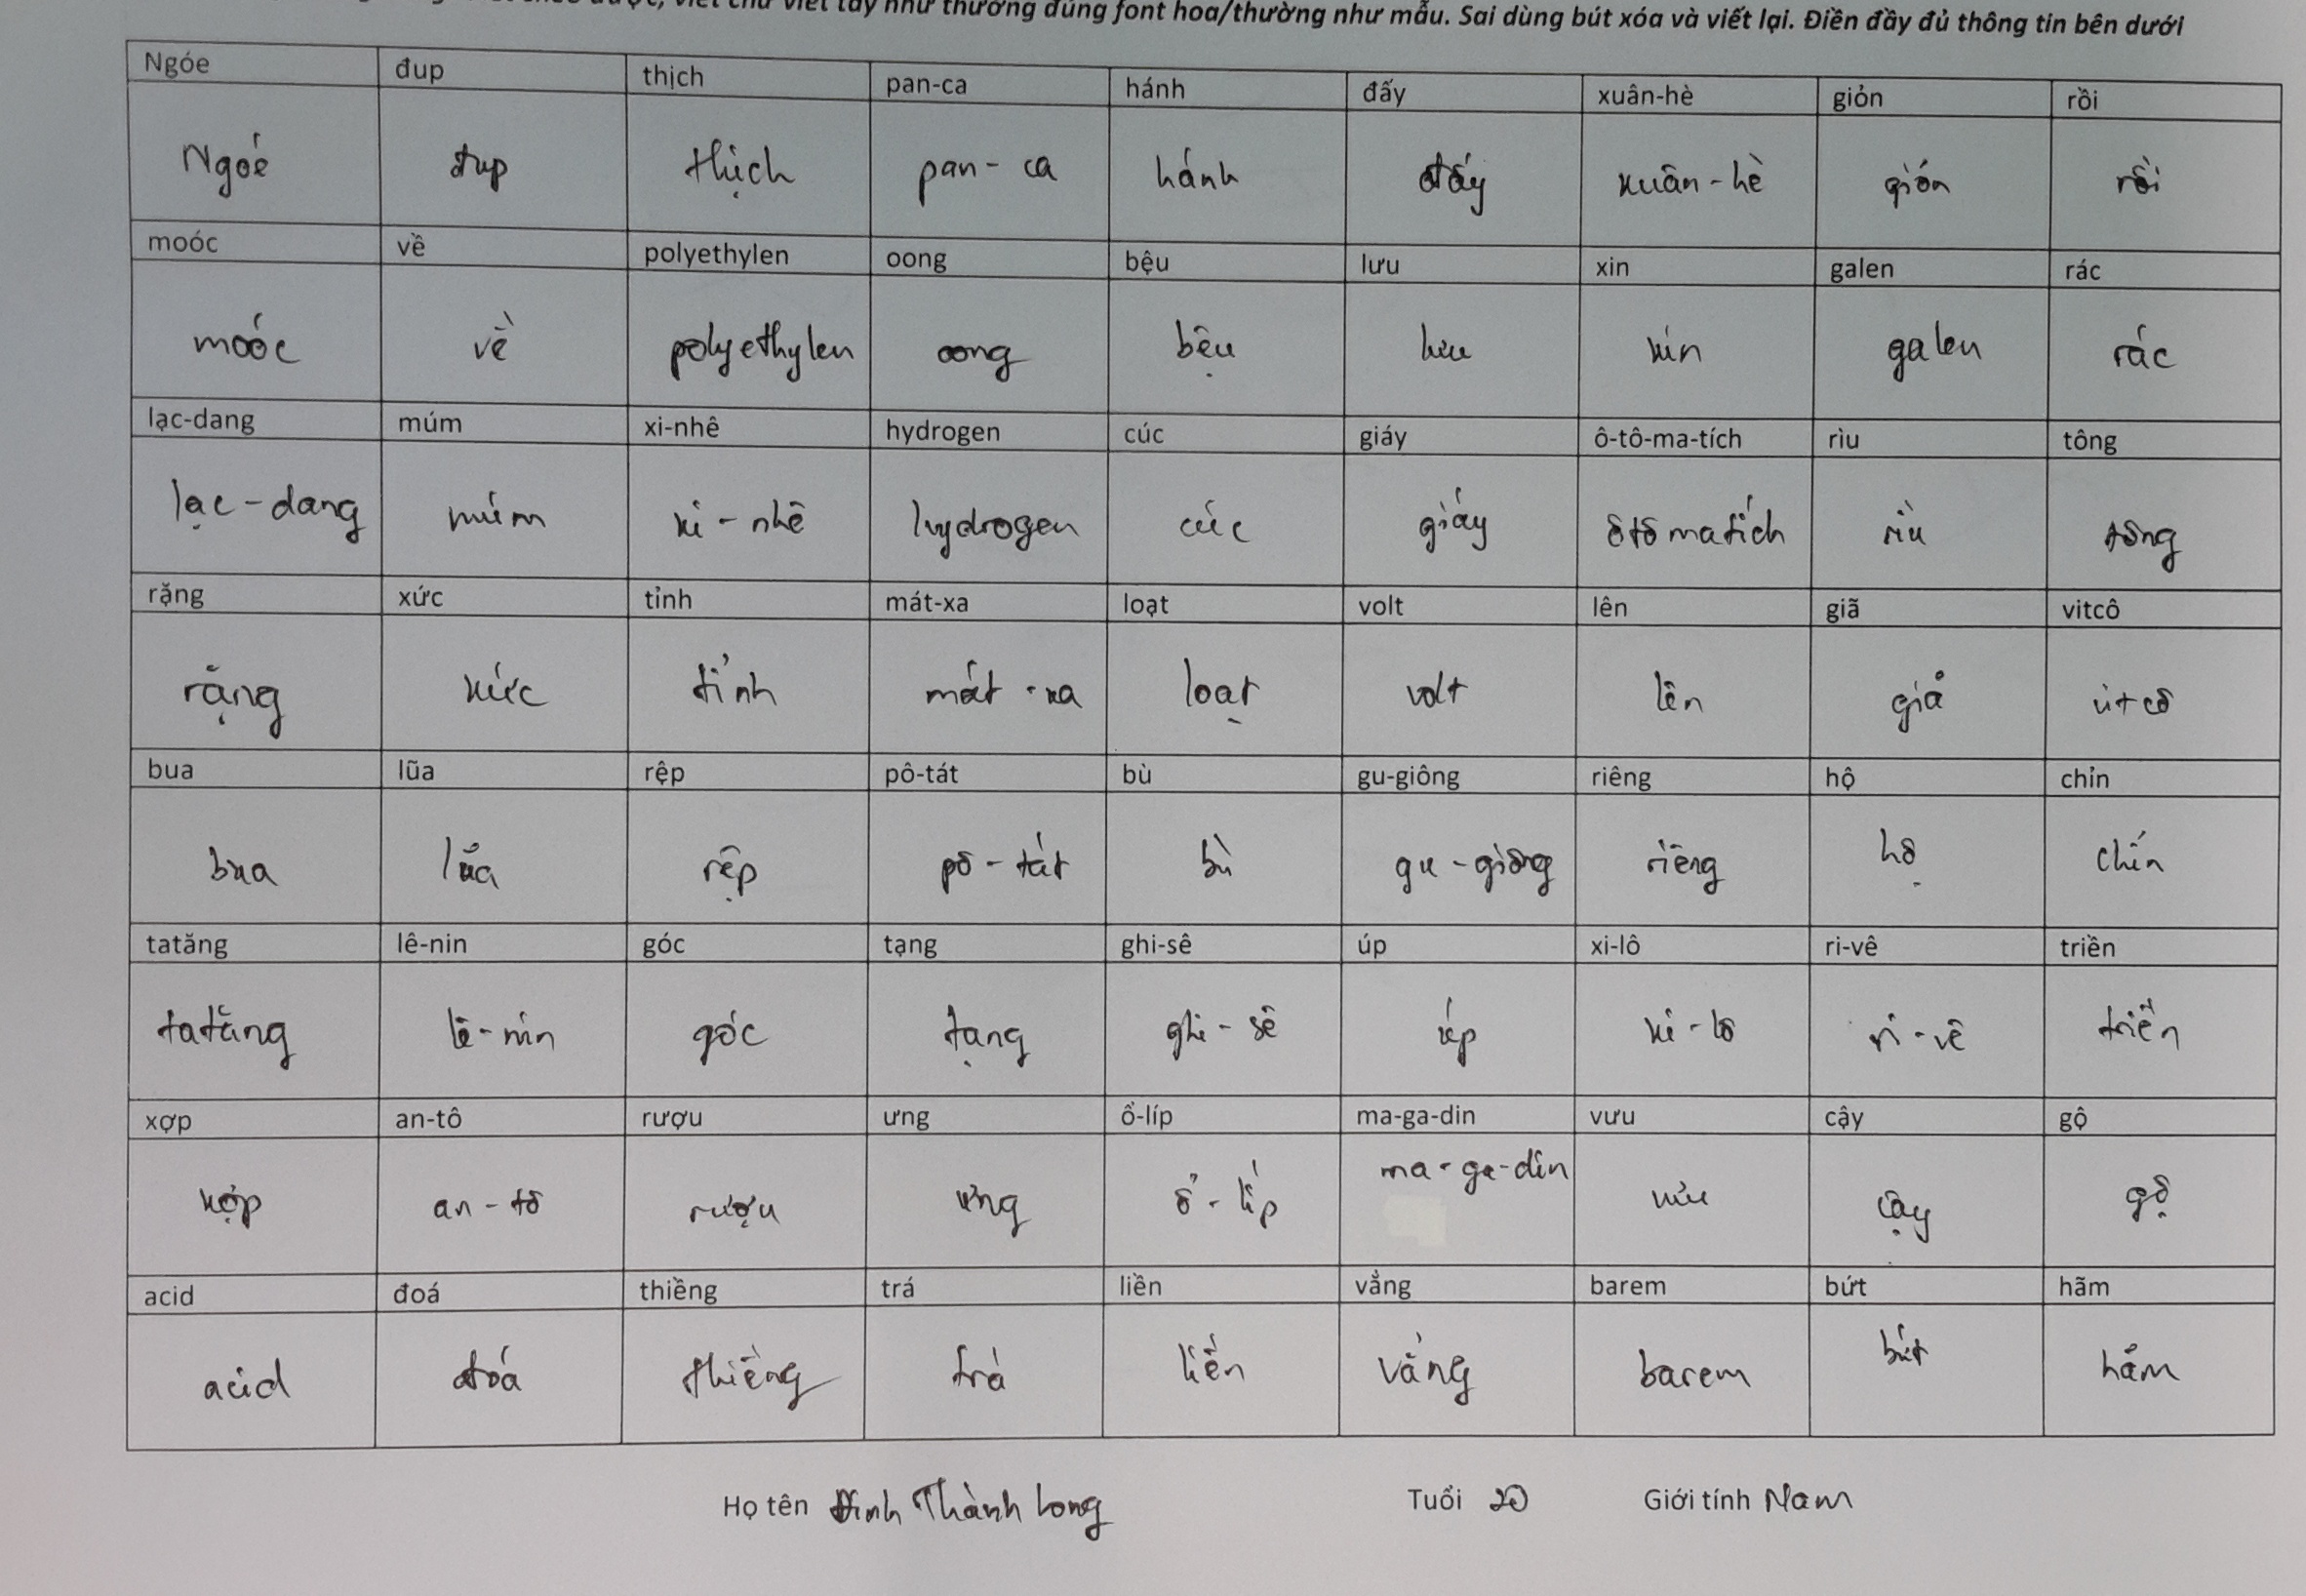 viết chữ viết tay như thường đúng font hoa/thường như mẫu. Sai dùng bút xóa và viết lại. Điền đầy đủ thông tin bên dưới
Ngóe đup thịch pan-ca hánh đấy xuân-hè giỏn rồi
Ngoé đup thịch pan-ca hánh đấy xuân-hè giỏn rồi
moóc về polyethylen oong bệu lưu xin galen rác
moóc về polyethylen oong bệu lưu xin galen rác
lạc-dang múm xi-nhê hydrogen cúc giáy ô-tô-ma-tích rìu tông
lạc-dang múm xi-nhê hydrogen cúc giáy ôtômatích rìu tông
rặng xức tỉnh mát-xa loạt volt lên giã vitcô
rặng xức tỉnh mát-xa loạt volt lên giã vitcô
bua lũa rệp pô-tát bù gu-giông riêng hộ chỉn
bua lũa rệp pô-tát bù gu-giông riêng hộ chỉn
tatăng lê-nin góc tạng ghi-sê úp xi-lô ri-vê triền
tatăng lê-nin góc tạng ghi-sê úp xi-lô ri-vê triền
xợp an-tô rượu ưng ổ-líp ma-ga-din vưu cậy gộ
xợp an-tô rượu ưng ổ-líp ma-ga-din vưu cậy gộ
acid đoá thiềng trá liền vằng barem bứt hãm
acid đoá thiềng trá liền vằng barem bứt hãm
Họ tên Đinh Thành Long Tuổi 20 Giới tính Nam